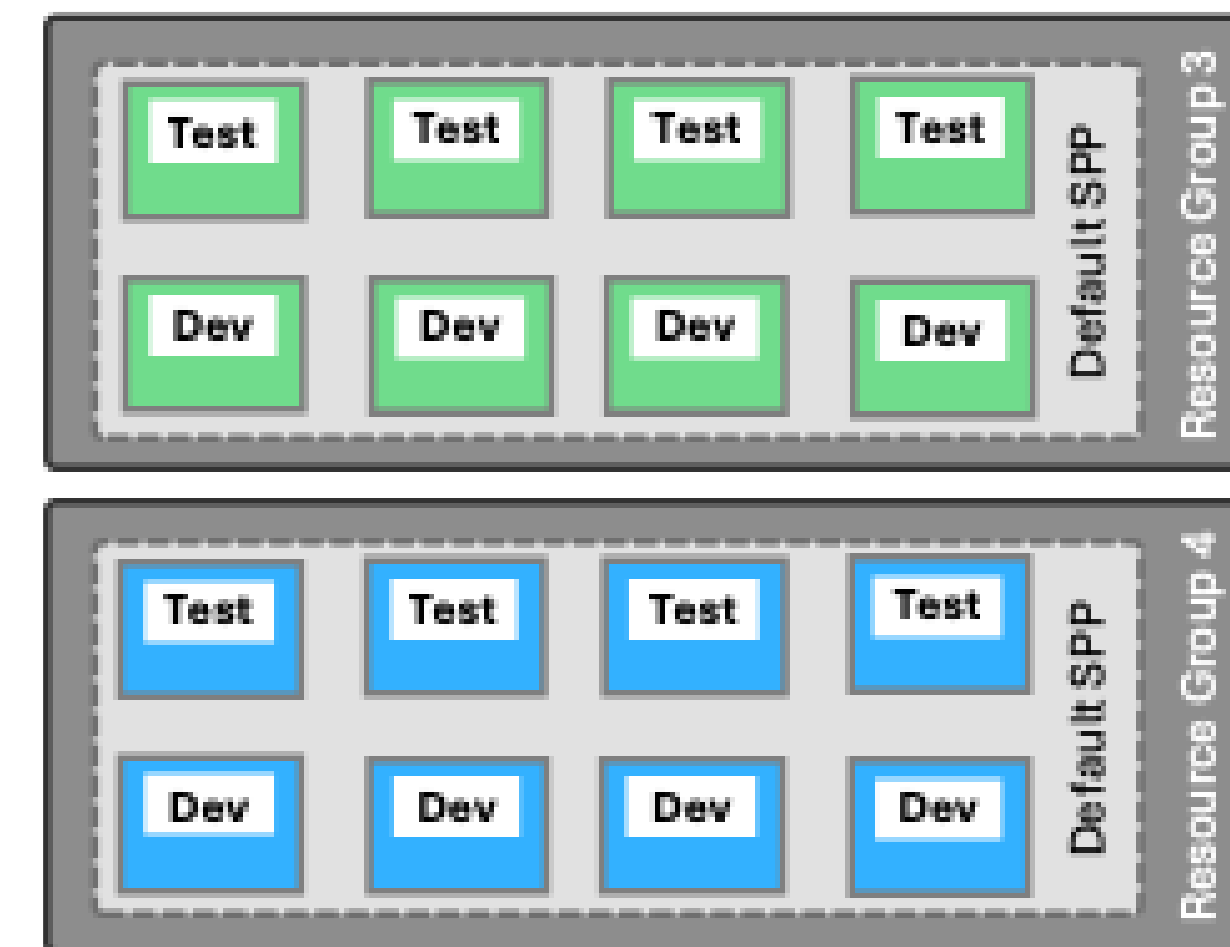 Test Test Test Test
Dev Dev Dev Dev
Default SPP
Resource Group 3
Test Test Test Test
Dev Dev Dev Dev
Default SPP
Resource Group 4